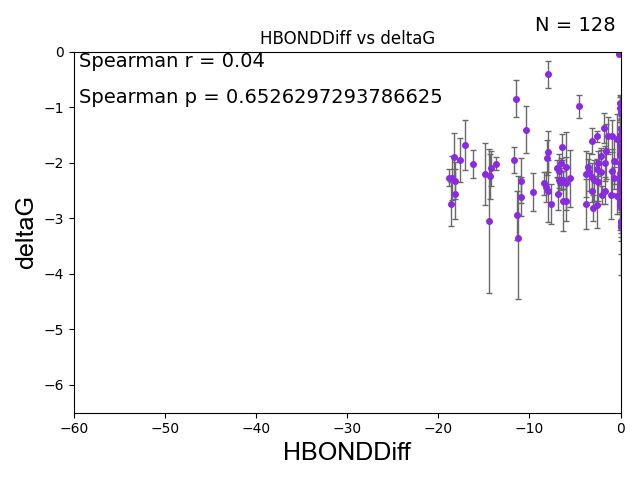 N = 128
HBONDDiff vs deltaG
Spearman r = 0.04
Spearman p = 0.6526297293786625
0
−1
−2
−3
−4
−5
−6
deltaG
−60
−50
−40
−30
−20
−10
0
HBONDDiff